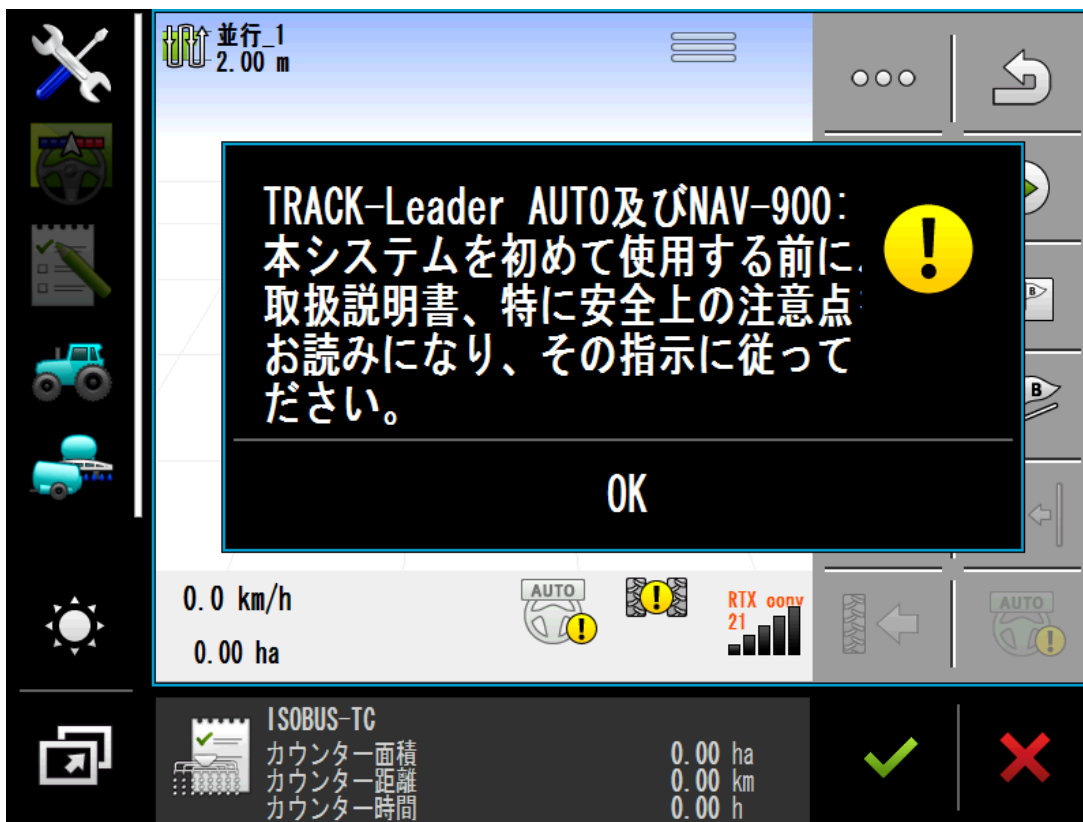 並行_1
2.00 m
TRACK-Leader AUTO及びNAV-900:
本システムを初めて使用する前に、
取扱説明書、特に安全上の注意点
お読みになり、その指示に従って
ださい。
OK
B
B
0.0 km/h
0.00 ha
AUTO
RTX conv
21
AUTO
ISOBUS-TC
カウンター面積 0.00 ha
カウンター距離 0.00 km
カウンター時間 0.00 h